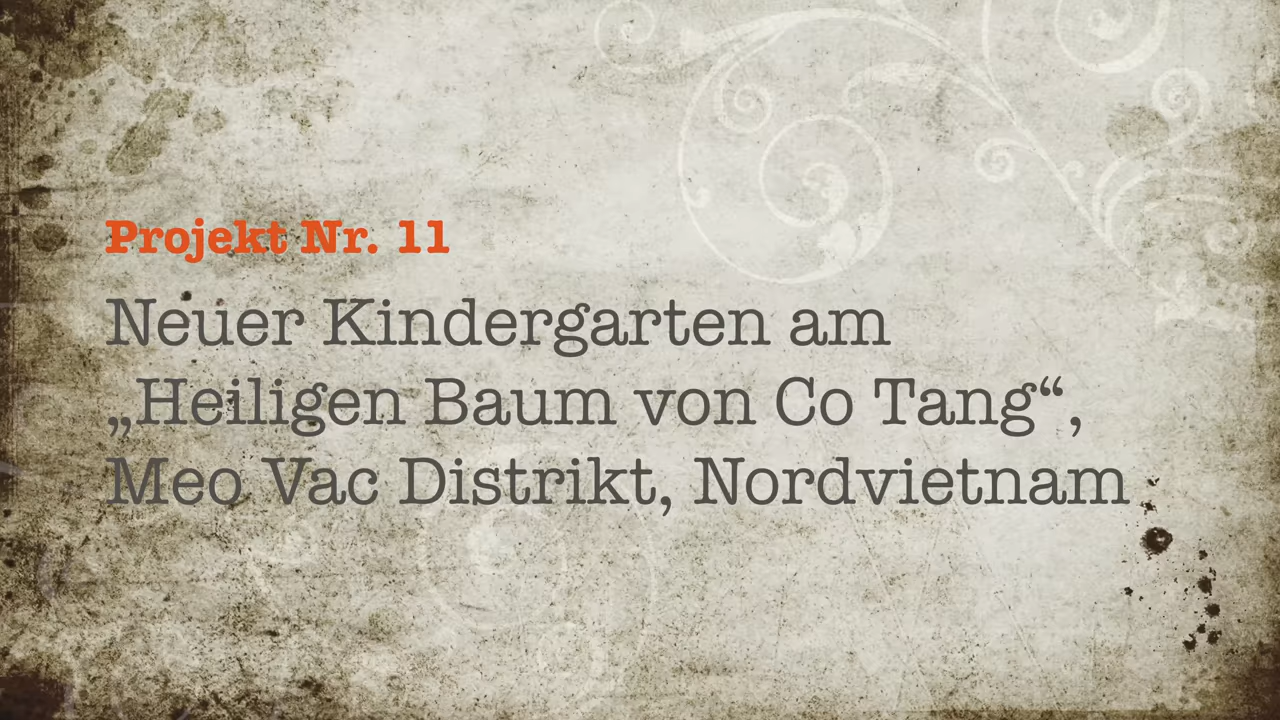 Projekt Nr. 11
Neuer Kindergarten am
„Heiligen Baum von Co Tang“,
Meo Vac Distrikt, Nordvietnam